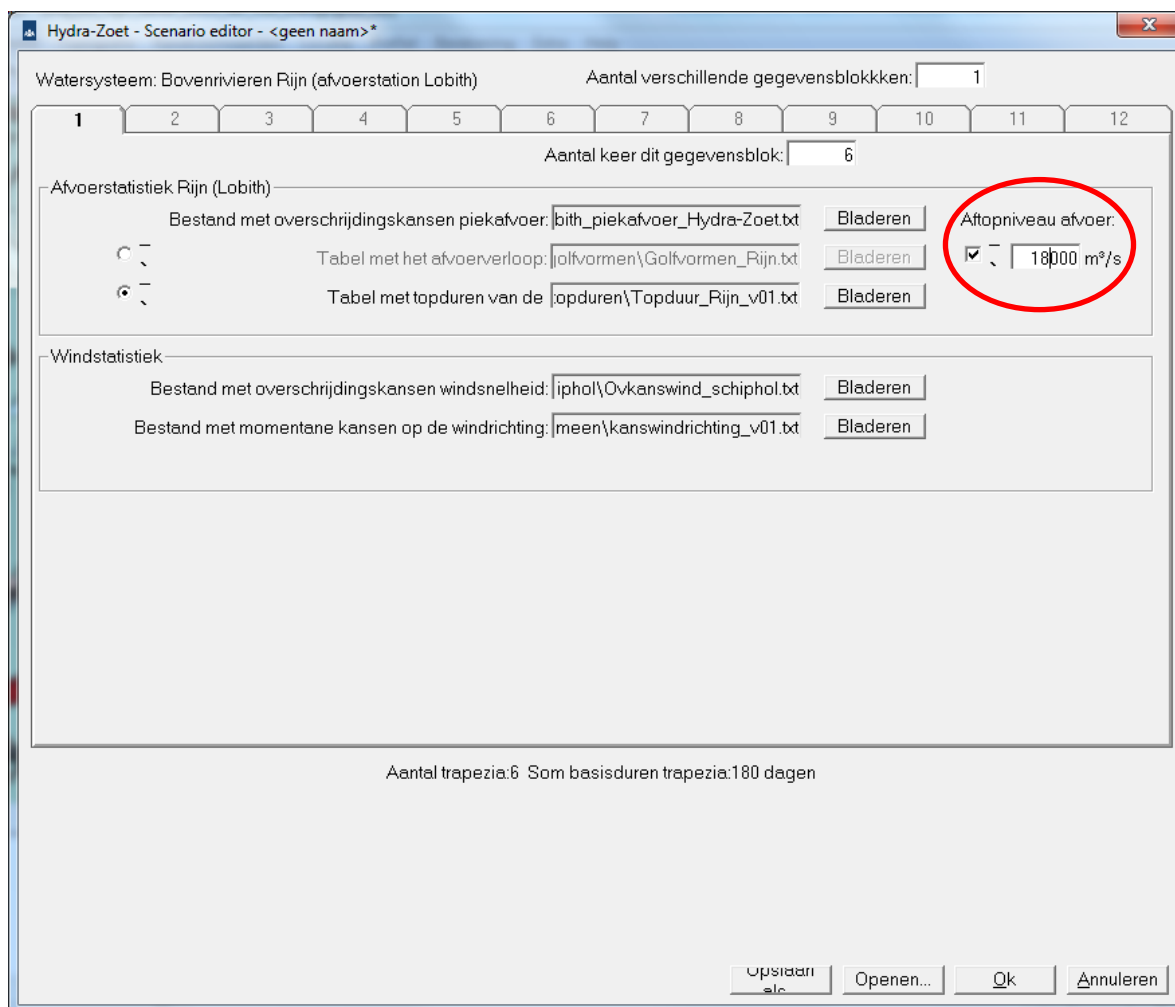 Hydra-Zoet - Scenario editor - <geen naam>*
Watersysteem: Bovenrivieren Rijn (afvoerstation Lobith)
Aantal verschillende gegevensblokkken: 1
1 2 3 4 5 6 7 8 9 10 11 12
Aantal keer dit gegevensblok: 6
Afvoerstatistiek Rijn (Lobith)
Bestand met overschrijdingskansen piekafvoer: bith_piekafvoer_Hydra-Zoet.txt Bladeren Aftopniveau afvoer:
Tabel met het afvoerverloop: golfvormen\Golfvormen_Rijn.txt Bladeren 18000 m³/s
Tabel met topduren van de topduren\Topduur_Rijn_v01.txt Bladeren
Windstatistiek
Bestand met overschrijdingskansen windsnelheid: iphol\Ovkanswind_schiphol.txt Bladeren
Bestand met momentane kansen op de windrichting: meen\kanswindrichting_v01.txt Bladeren
Aantal trapezia:6 Som basisduren trapezia:180 dagen
Opslaan als Openen... Ok Annuleren